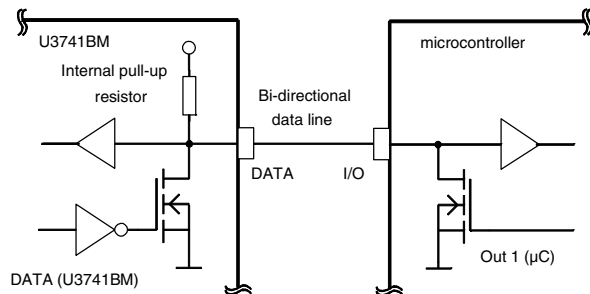 U3741BM
microcontroller
Internal pull-up
resistor
Bi-directional
data line
DATA
I/O
DATA (U3741BM)
Out 1 (µC)